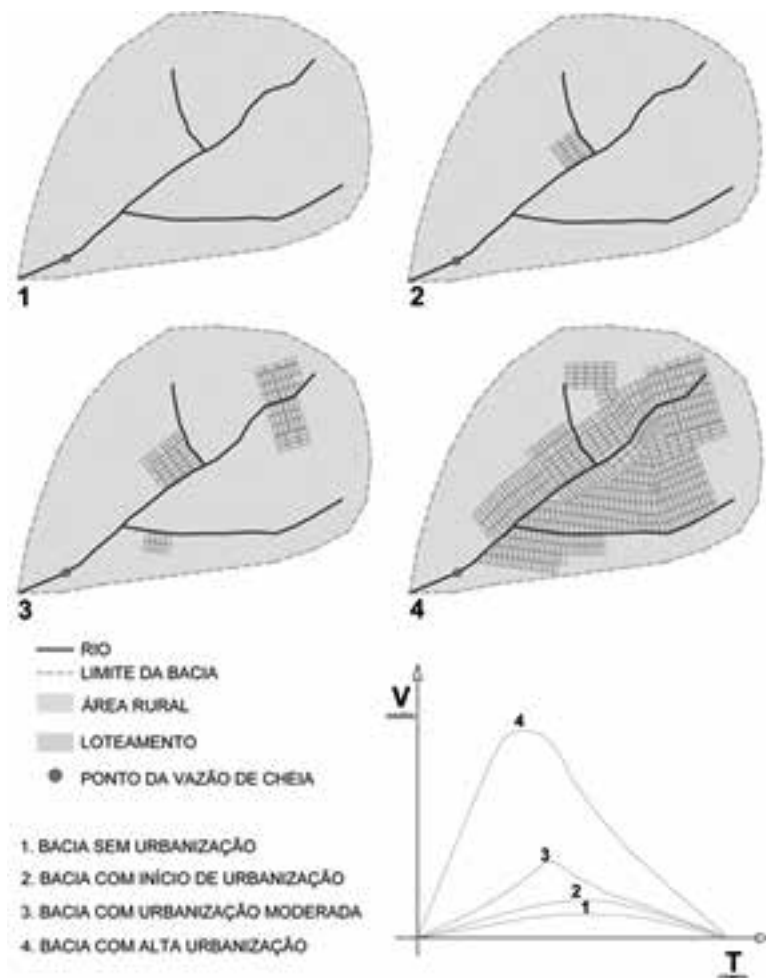 1
2
3
4
RIO
LIMITE DA BACIA
ÁREA RURAL
LOTEAMENTO
PONTO DA VAZÃO DE CHEIA
1. BACIA SEM URBANIZAÇÃO
2. BACIA COM INÍCIO DE URBANIZAÇÃO
3. BACIA COM URBANIZAÇÃO MODERADA
4. BACIA COM ALTA URBANIZAÇÃO
V
4
3
2
1
T